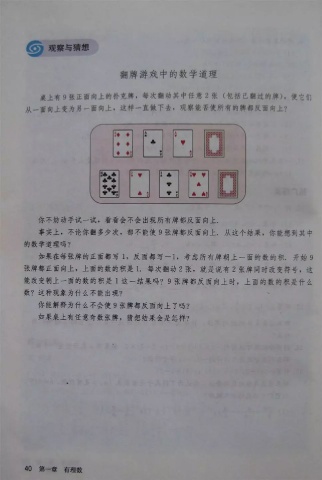 观察与猜想
翻牌游戏中的数学道理
桌上有9张正面向上的扑克牌，每次翻动其中任意2张（包括已翻过的牌），使它们
从一面向上变为另一面向上，这样一直做下去，观察能否使所有的牌都反面向上？
你不妨动手试一试，看看会不会出现所有牌都反面向上.
事实上，不论你翻多少次，都不能使9张牌都反面向上. 从这个结果，你能想到其中
的数学道理吗？
如果在每张牌的正面都写1，反面都写－1，考虑所有牌朝上一面的数的积. 开始9
张牌都正面向上，上面的数的积是1. 每次翻动2张，就是说有2张牌同时改变符号，这
能改变朝上一面的数的积是1这一结果吗？9张牌都反面向上时，上面的数的积是什么
数？这种现象为什么不能出现？
你能解释为什么不会使9张牌都反面向上了吗？
如果桌上有任意奇数张牌，猜想结果会是怎样？
40 第一章 有理数